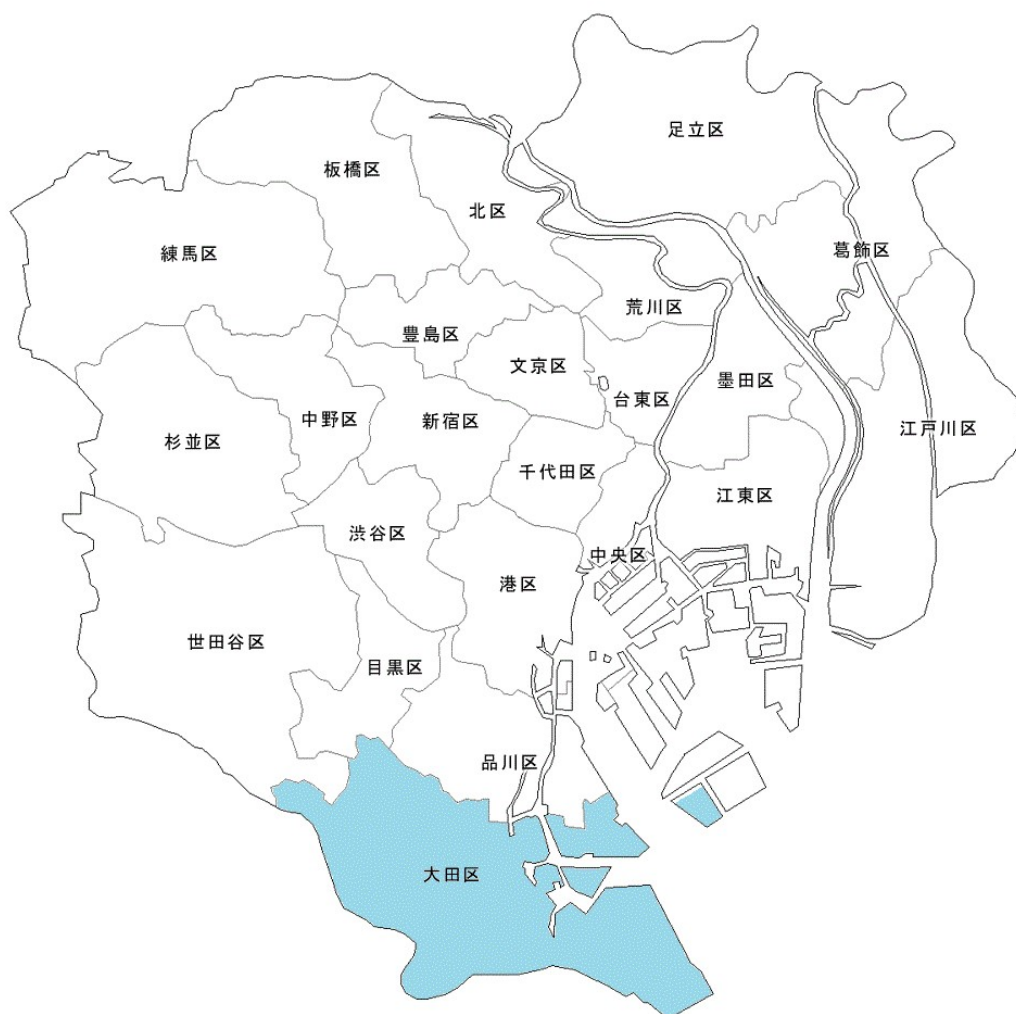 足立区
板橋区
北区
練馬区
葛飾区
荒川区
豊島区
文京区
台東区
墨田区
中野区
新宿区
杉並区
江戸川区
千代田区
江東区
渋谷区
中央区
港区
世田谷区
目黒区
品川区
大田区